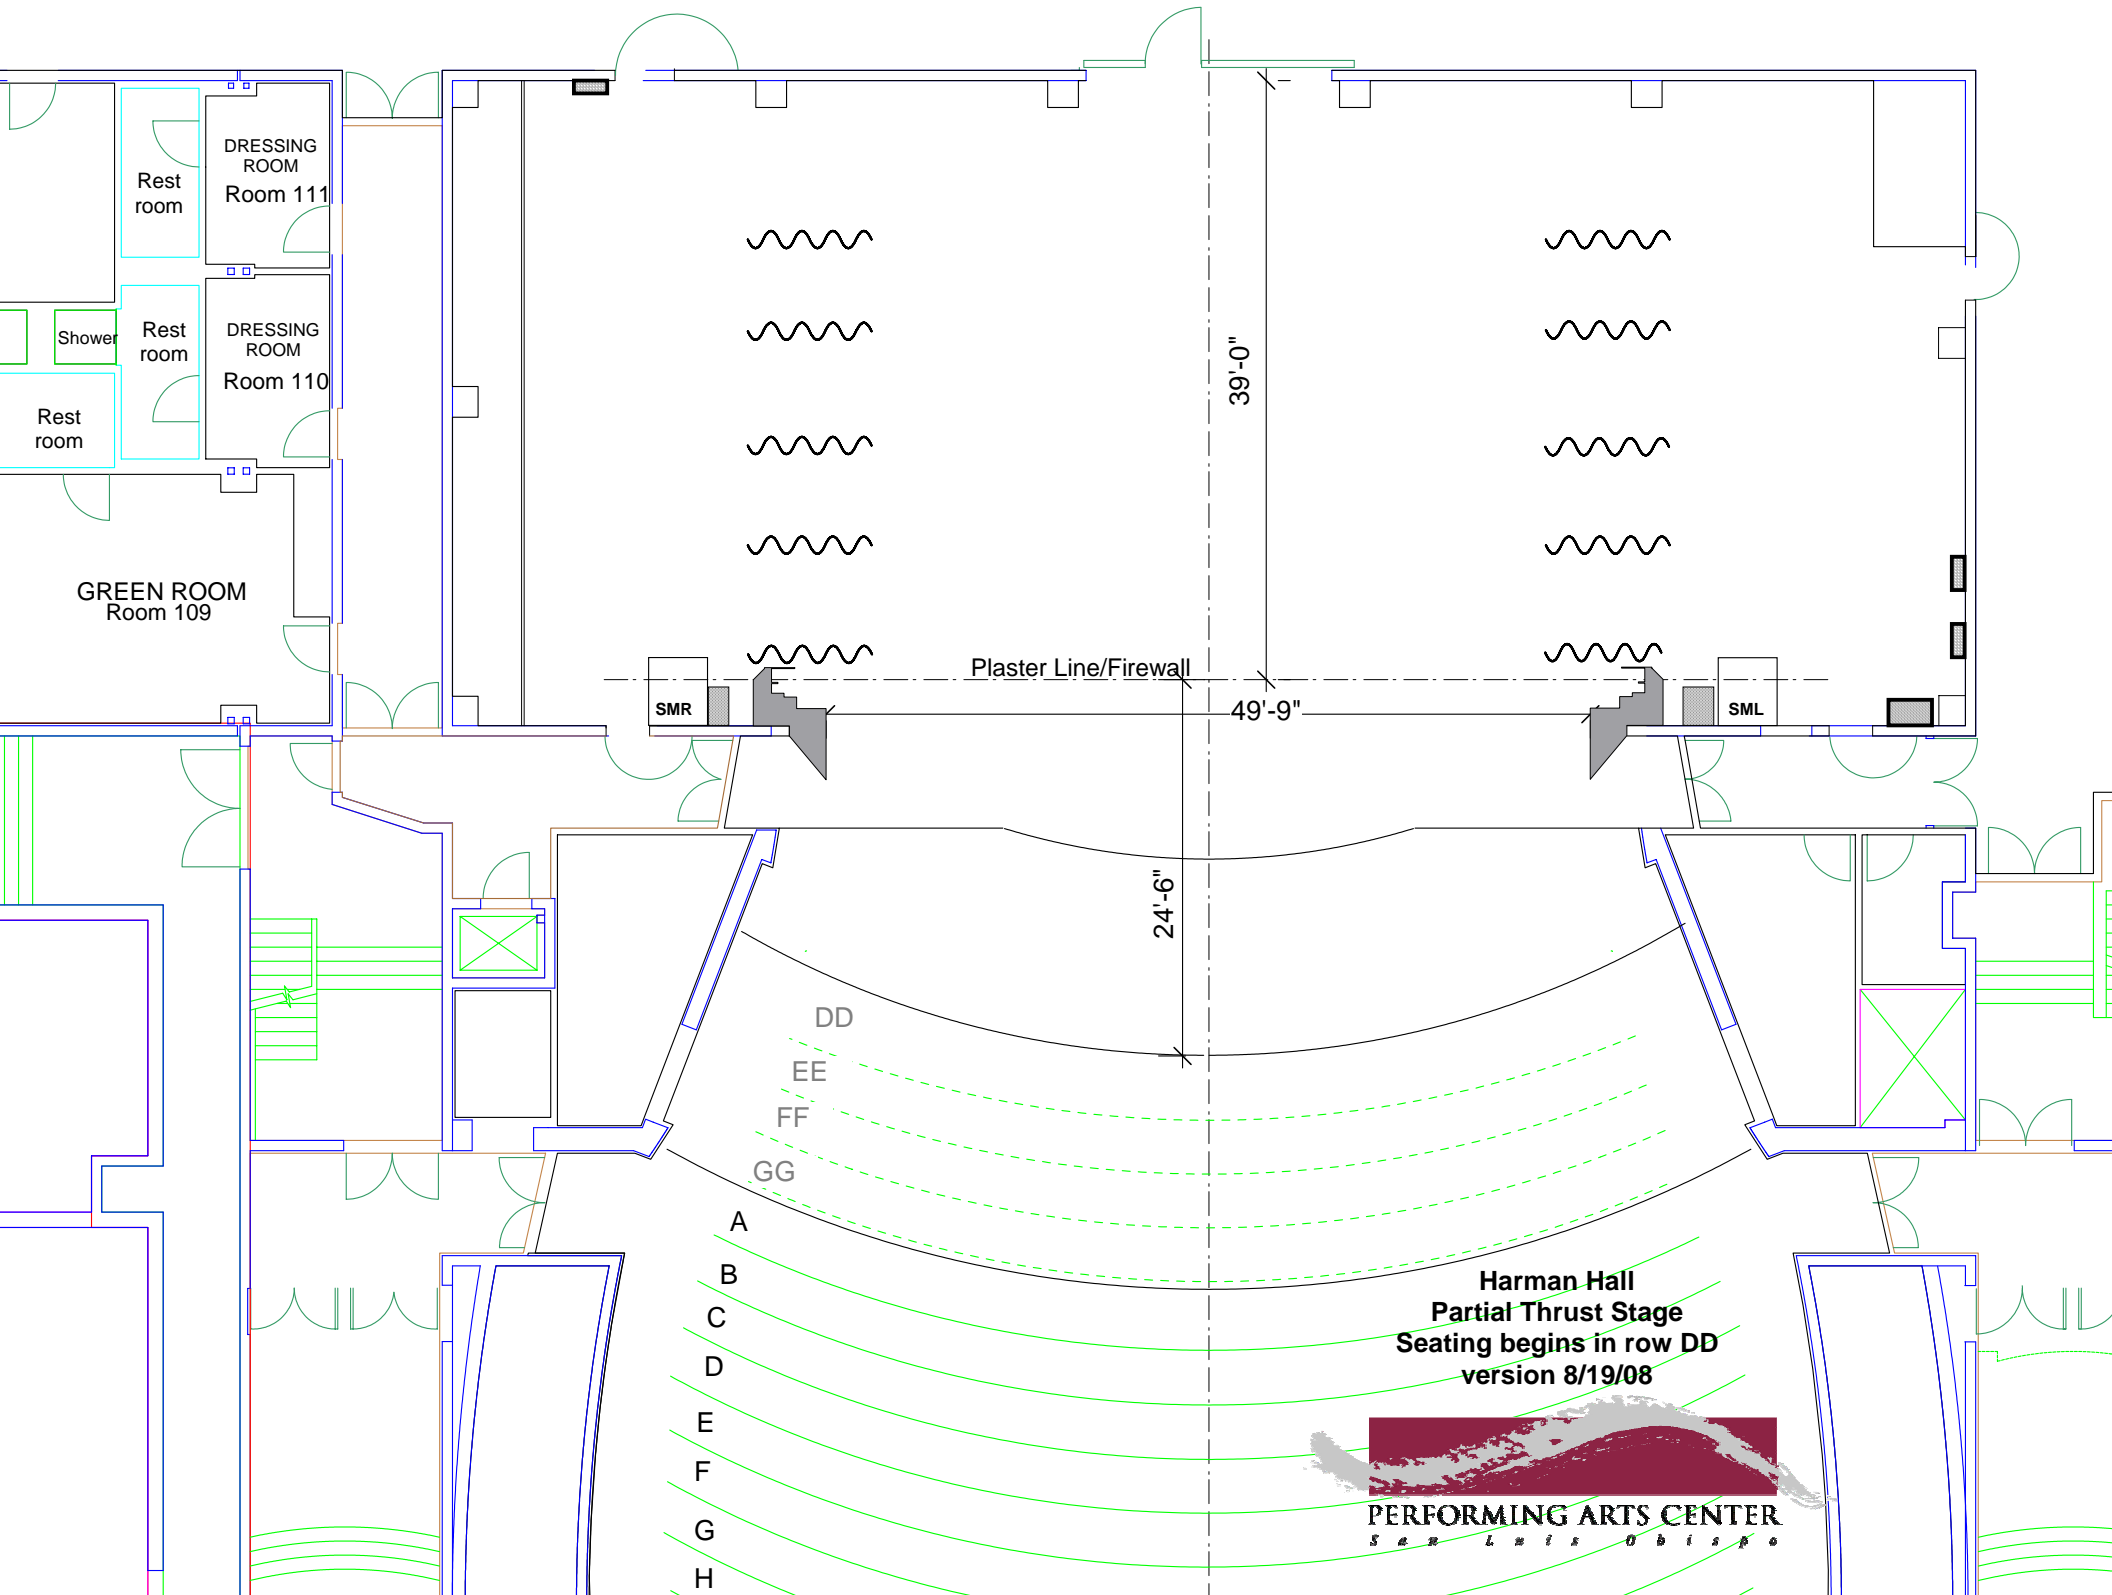 DRESSING
ROOM
Room 111
Rest
room
Shower
Rest
room
DRESSING
ROOM
Room 110
Rest
room
GREEN ROOM
Room 109
39'-0"
Plaster Line/Firewall
49'-9"
SMR
SML
24'-6"
DD
EE
FF
GG
A
B
C
D
E
F
G
H
Harman Hall
Partial Thrust Stage
Seating begins in row DD
version 8/19/08
PERFORMING ARTS CENTER
San Luis Obispo